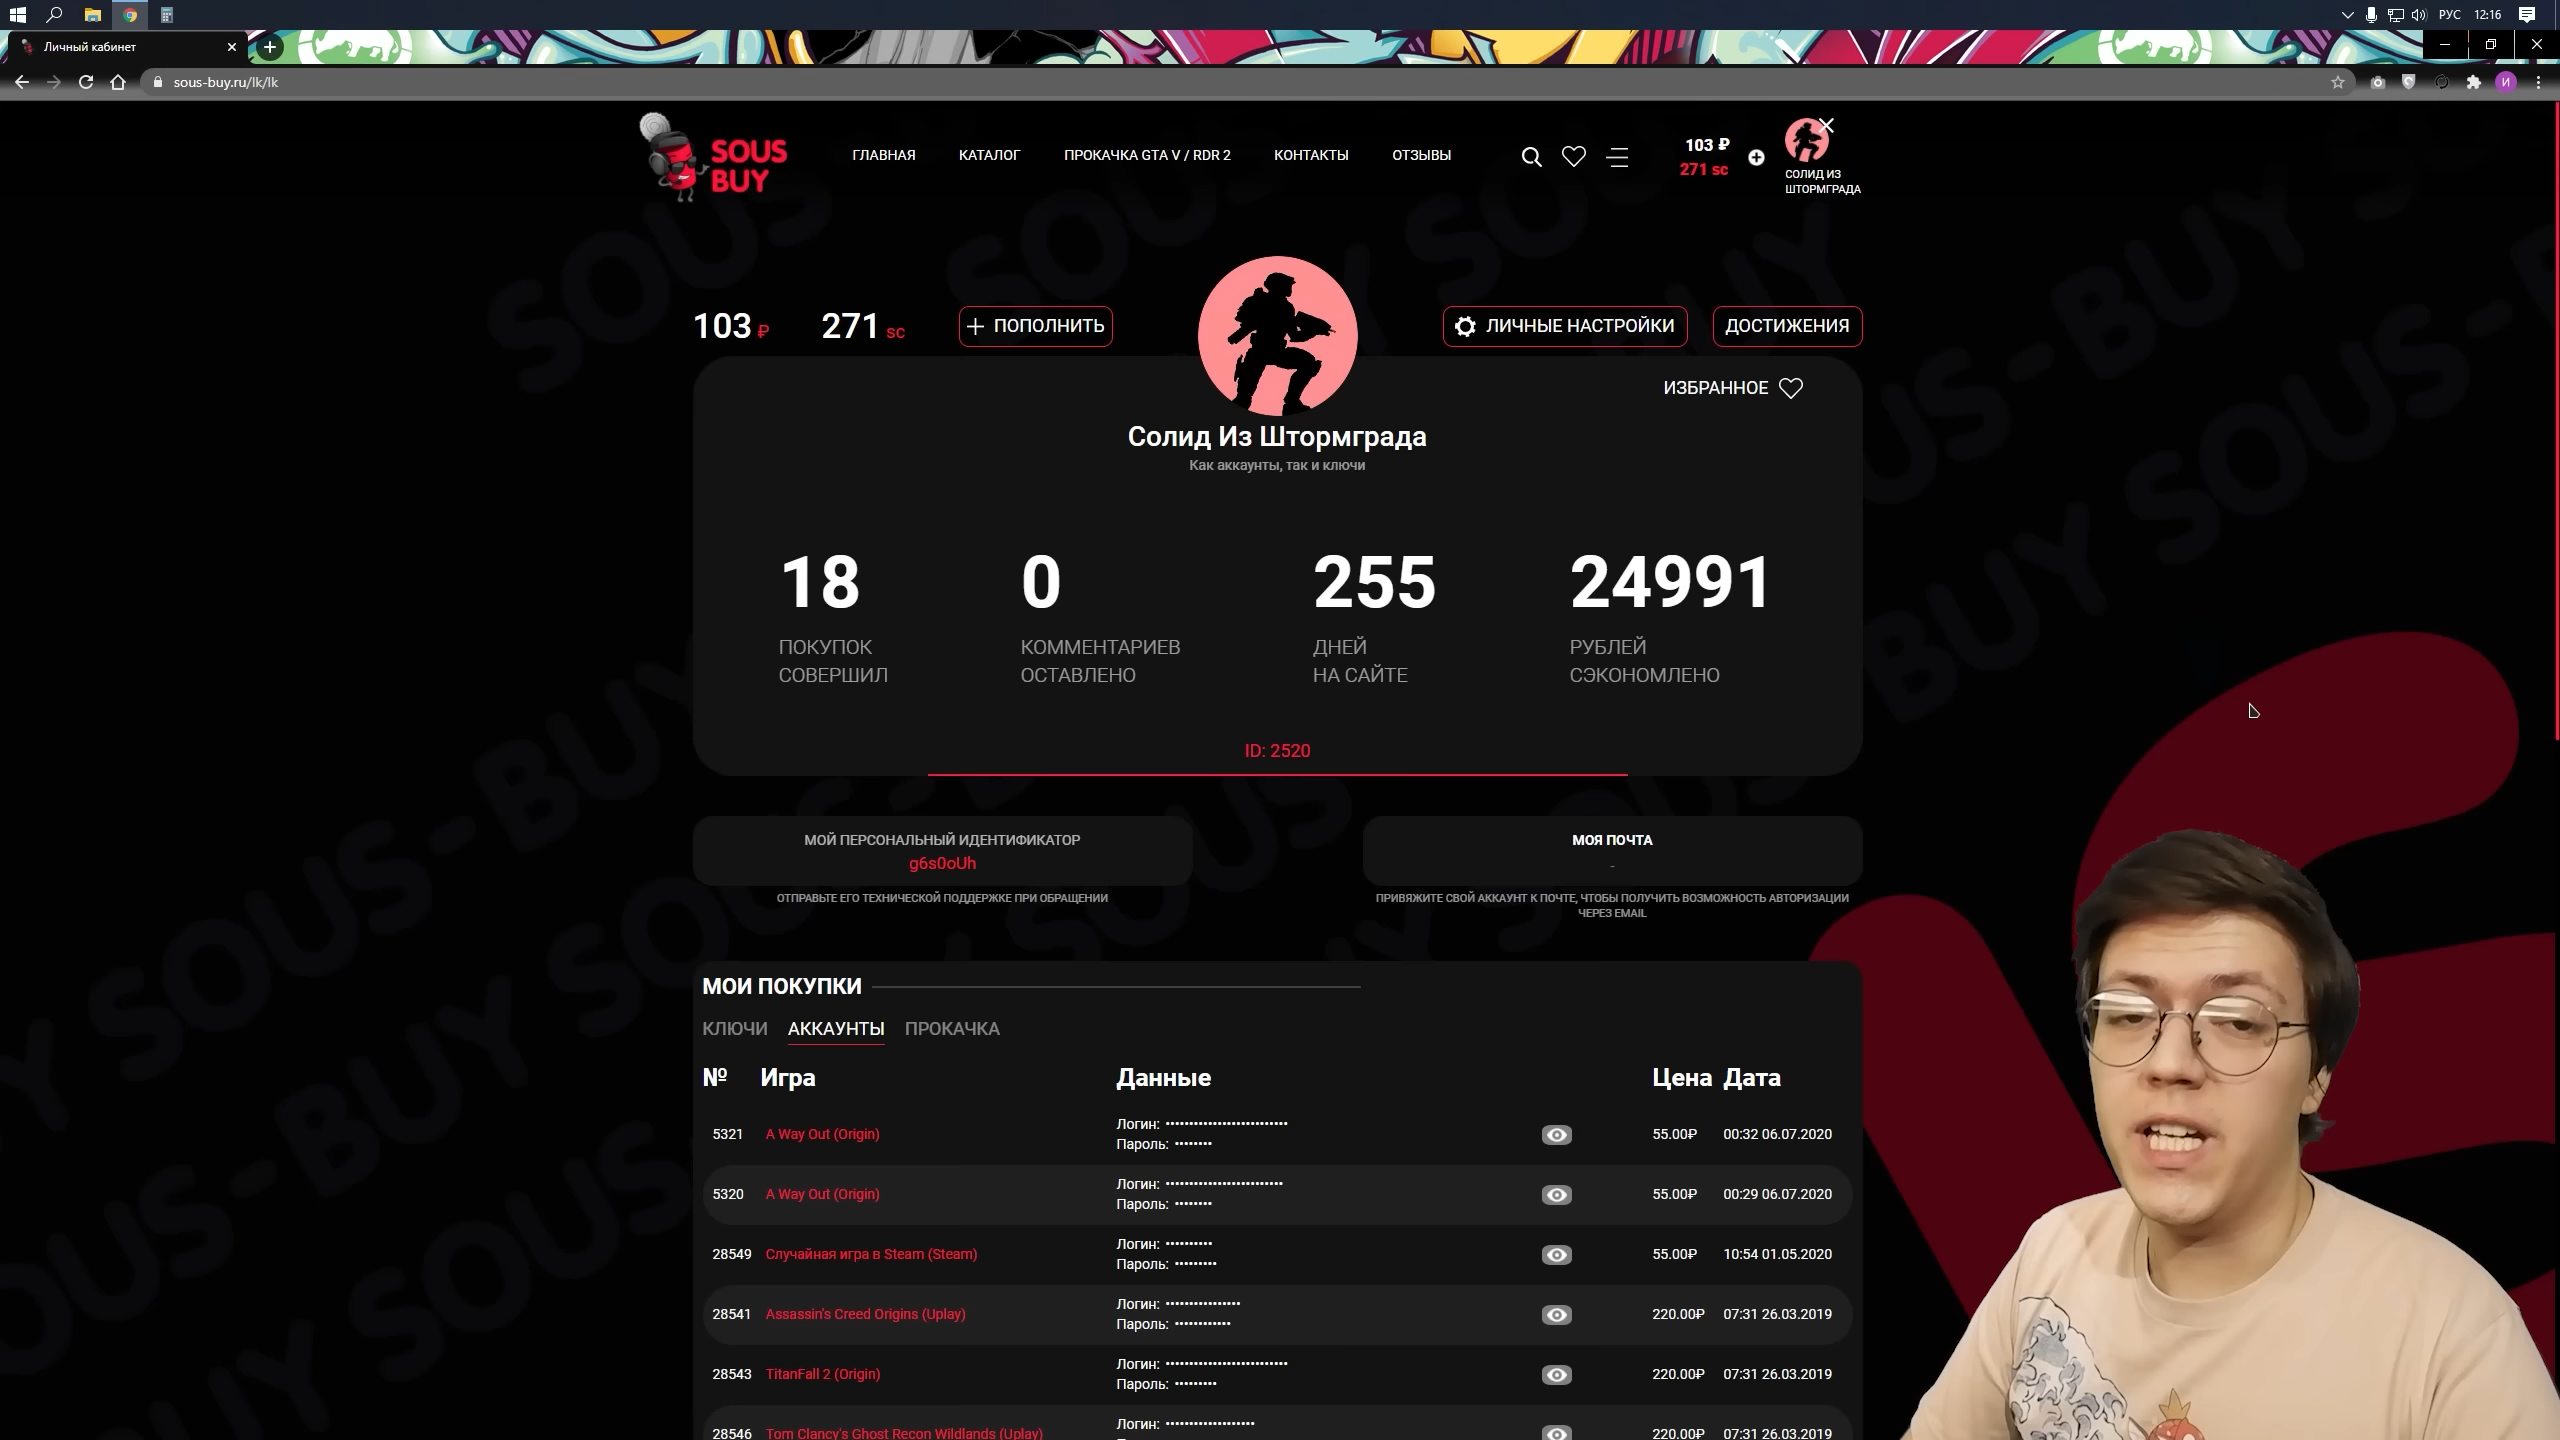 РУС 12:16
Личный кабинет
sous-buy.ru/lk/lk
И
SOUS
BUY
ГЛАВНАЯ КАТАЛОГ ПРОКАЧКА GTA V / RDR 2 КОНТАКТЫ ОТЗЫВЫ
103 ₽
271 sc
СОЛИД ИЗ
ШТОРМГРАДА
103 ₽ 271 sc ПОПОЛНИТЬ ЛИЧНЫЕ НАСТРОЙКИ ДОСТИЖЕНИЯ
ИЗБРАННОЕ
Солид Из Штормграда
Как аккаунты, так и ключи
18 0 255 24991
ПОКУПОК КОММЕНТАРИЕВ ДНЕЙ РУБЛЕЙ
СОВЕРШИЛ ОСТАВЛЕНО НА САЙТЕ СЭКОНОМЛЕНО
ID: 2520
МОЙ ПЕРСОНАЛЬНЫЙ ИДЕНТИФИКАТОР
g6s0oUh
ОТПРАВЬТЕ ЕГО ТЕХНИЧЕСКОЙ ПОДДЕРЖКЕ ПРИ ОБРАЩЕНИИ
МОЯ ПОЧТА
-
ПРИВЯЖИТЕ СВОЙ АККАУНТ К ПОЧТЕ, ЧТОБЫ ПОЛУЧИТЬ ВОЗМОЖНОСТЬ АВТОРИЗАЦИИ
ЧЕРЕЗ EMAIL
МОИ ПОКУПКИ
КЛЮЧИ АККАУНТЫ ПРОКАЧКА
№ Игра Данные Цена Дата
5321 A Way Out (Origin) Логин: •••••••••••••••••••••••••• 55.00₽ 00:32 06.07.2020
Пароль: ••••••••
5320 A Way Out (Origin) Логин: ••••••••••••••••••••••••• 55.00₽ 00:29 06.07.2020
Пароль: ••••••••
28549 Случайная игра в Steam (Steam) Логин: •••••••••• 55.00₽ 10:54 01.05.2020
Пароль: •••••••••
28541 Assassin's Creed Origins (Uplay) Логин: •••••••••••••••• 220.00₽ 07:31 26.03.2019
Пароль: ••••••••••••
28543 TitanFall 2 (Origin) Логин: •••••••••••••••••••••••••• 220.00₽ 07:31 26.03.2019
Пароль: •••••••••
28546 Tom Clancy's Ghost Recon Wildlands (Uplay) Логин: ••••••••••••••••••• 220.00₽ 07:31 26.03.2019